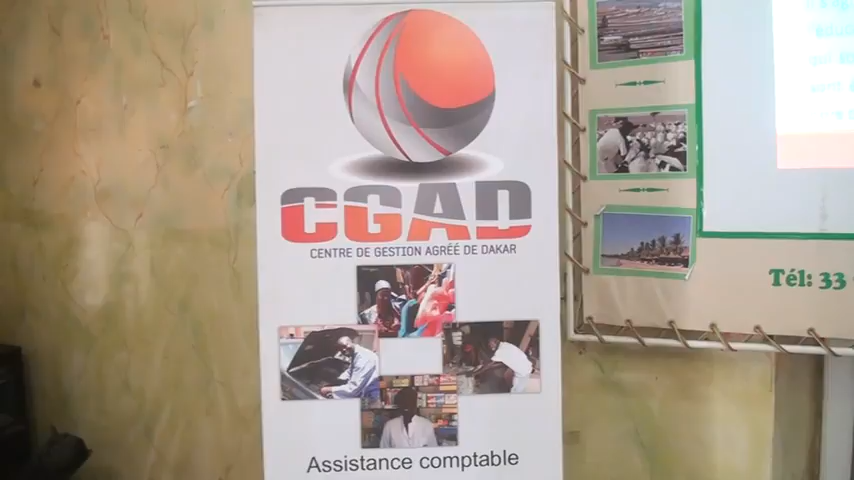 CGAD
CENTRE DE GESTION AGRÉÉ DE DAKAR
Assistance comptable
Tél: 33